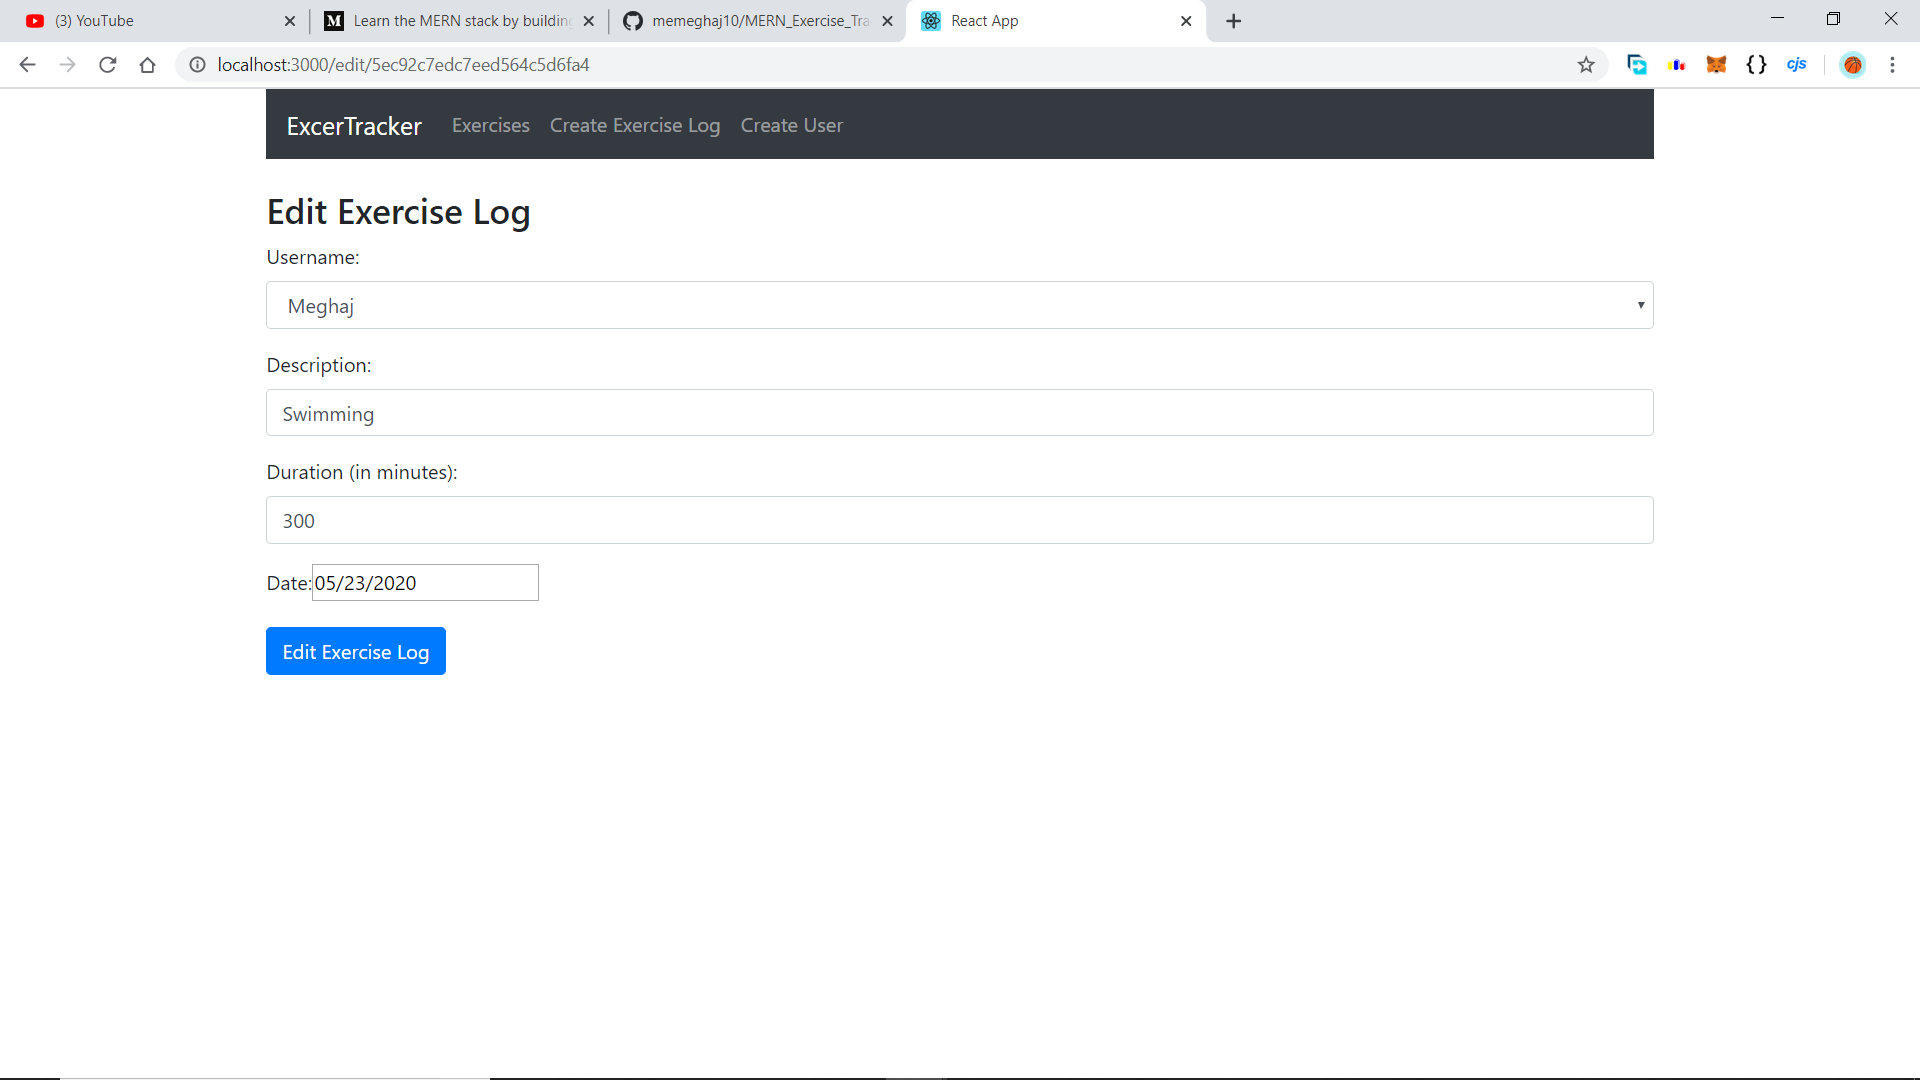 (3) YouTube
M Learn the MERN stack by building
memeghaj10/MERN_Exercise_Tra
React App
localhost:3000/edit/5ec92c7edc7eed564c5d6fa4
{} cjs
ExcerTracker Exercises Create Exercise Log Create User
Edit Exercise Log
Username:
Meghaj
Description:
Swimming
Duration (in minutes):
300
Date: 05/23/2020
Edit Exercise Log